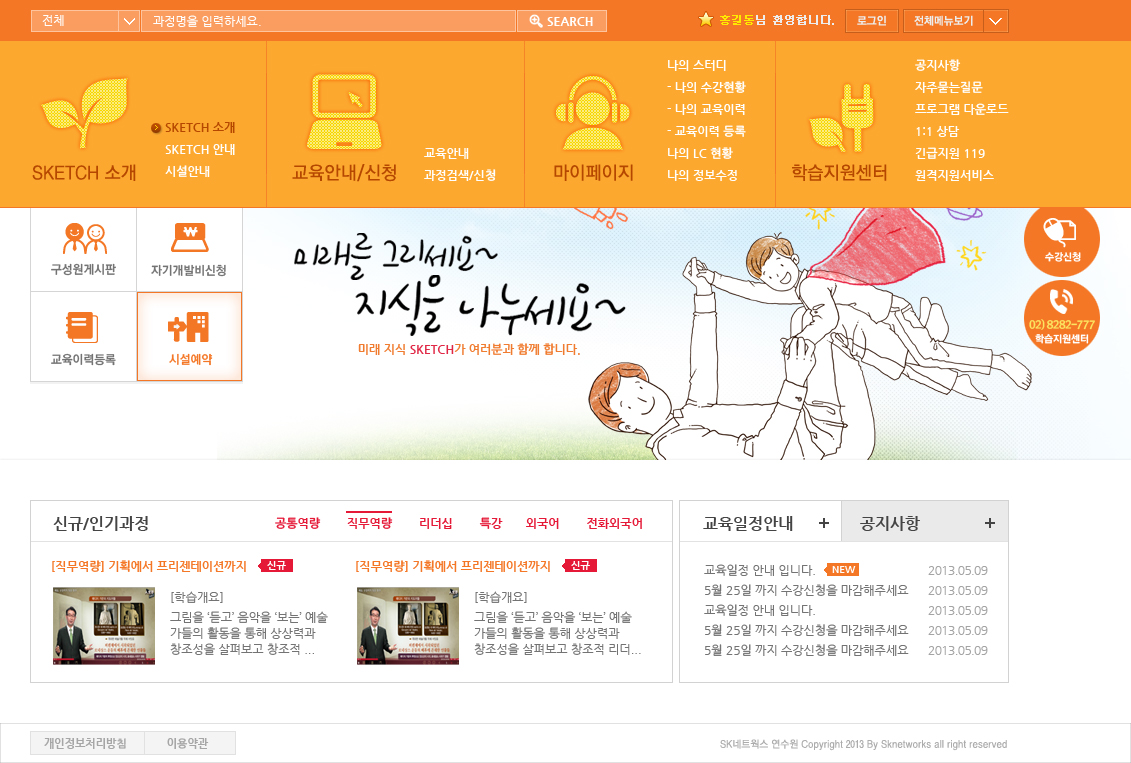 전체
과정명을 입력하세요.
SEARCH
홍길동님 환영합니다.
로그인
전체메뉴보기
SKETCH 소개
SKETCH 소개
SKETCH 안내
시설안내
교육안내/신청
교육안내
과정검색/신청
마이페이지
나의 스터디
- 나의 수강현황
- 나의 교육이력
- 교육이력 등록
나의 LC 현황
나의 정보수정
학습지원센터
공지사항
자주묻는질문
프로그램 다운로드
1:1 상담
긴급지원 119
원격지원서비스
구성원게시판
자기개발비신청
교육이력등록
시설예약
미래를 그리세요~
지식을 나누세요~
미래 지식 SKETCH가 여러분과 함께 합니다.
수강신청
02) 8282-777
학습지원센터
신규/인기과정
공통역량
직무역량
리더십
특강
외국어
전화외국어
[직무역량] 기획에서 프리젠테이션까지 신규
[학습개요]
그림을 ‘듣고’ 음악을 ‘보는’ 예술
가들의 활동을 통해 상상력과
창조성을 살펴보고 창조적 ...
[직무역량] 기획에서 프리젠테이션까지 신규
[학습개요]
그림을 ‘듣고’ 음악을 ‘보는’ 예술
가들의 활동을 통해 상상력과
창조성을 살펴보고 창조적 리더...
교육일정안내 +
공지사항 +
교육일정 안내 입니다. NEW 2013.05.09
5월 25일 까지 수강신청을 마감해주세요 2013.05.09
교육일정 안내 입니다. 2013.05.09
5월 25일 까지 수강신청을 마감해주세요 2013.05.09
5월 25일 까지 수강신청을 마감해주세요 2013.05.09
개인정보처리방침
이용약관
SK네트웍스 연수원 Copyright 2013 By Sknetworks all right reserved